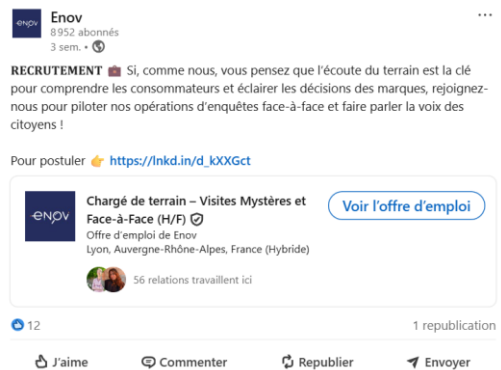 enov
Enov
8 952 abonnés
3 sem. •
...
RECRUTEMENT 💼 Si, comme nous, vous pensez que l'écoute du terrain est la clé
pour comprendre les consommateurs et éclairer les décisions des marques, rejoignez-
nous pour piloter nos opérations d'enquêtes face-à-face et faire parler la voix des
citoyens !
Pour postuler 👉 https://lnkd.in/d_kXXGct
enov
Chargé de terrain – Visites Mystères et
Face-à-Face (H/F)
Offre d'emploi de Enov
Lyon, Auvergne-Rhône-Alpes, France (Hybride)
56 relations travaillent ici
Voir l'offre d'emploi
12
1 republication
J'aime
Commenter
Republier
Envoyer